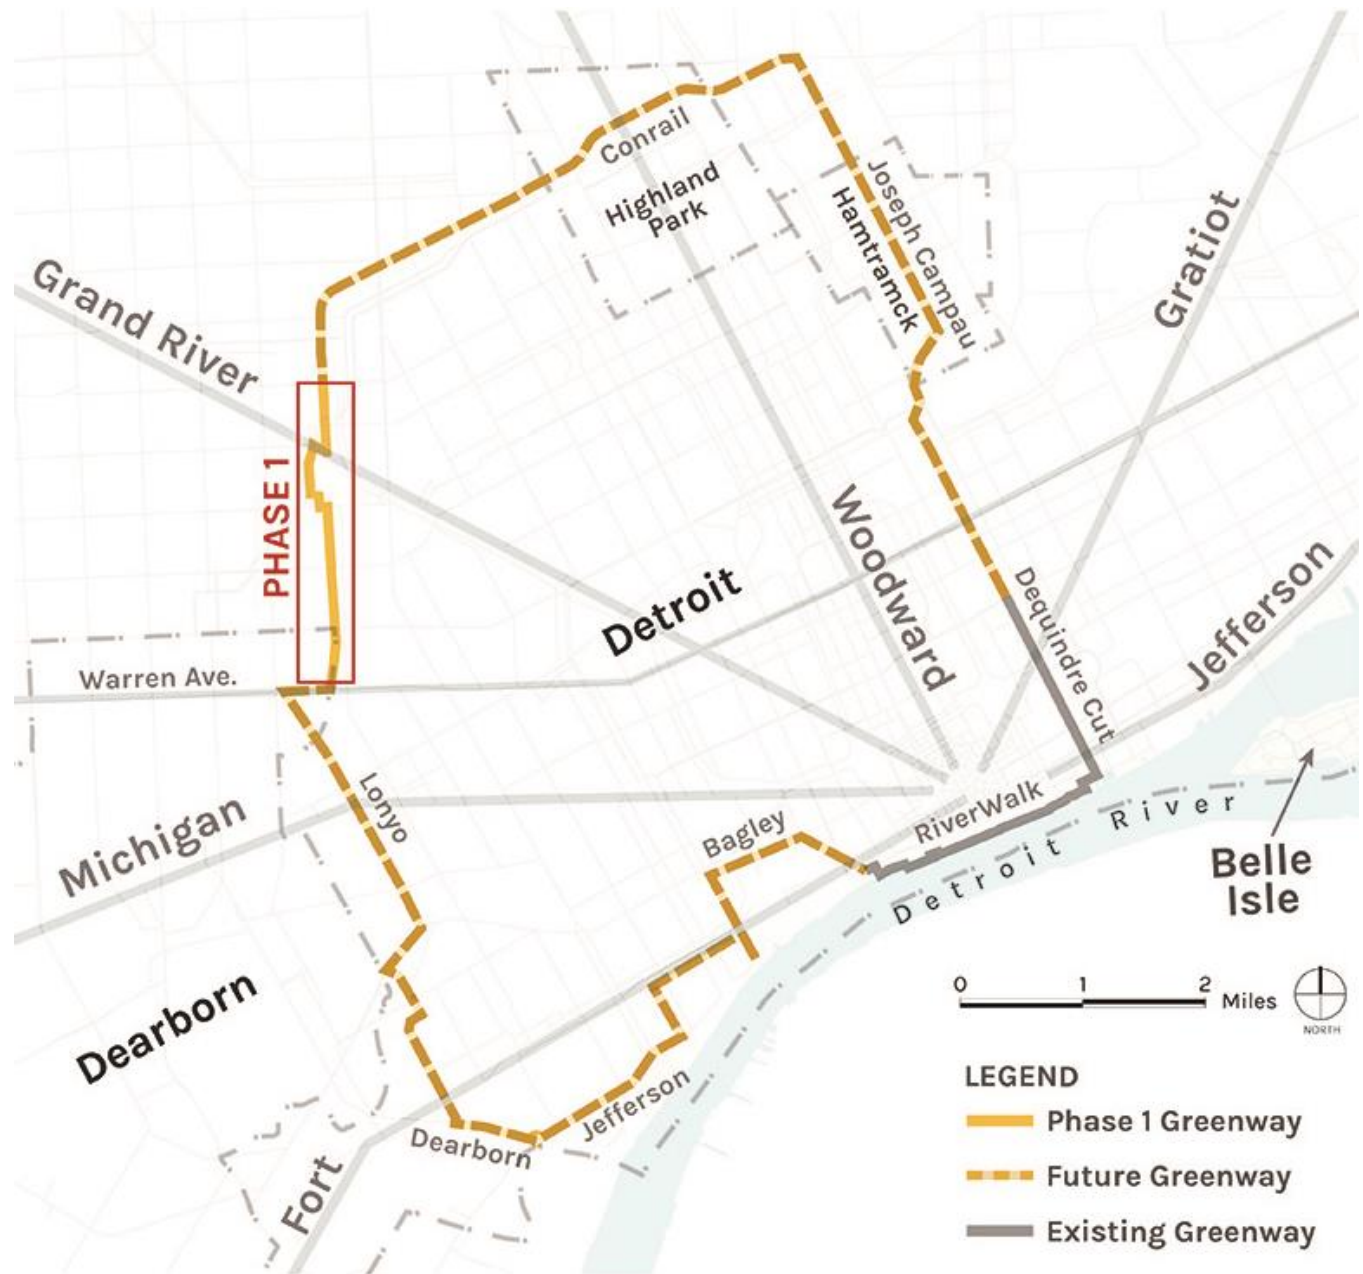 Conrail
Highland
Park
Joseph Campau
Hamtramck
Gratiot
Grand River
PHASE 1
Woodward
Detroit
Dequindre Cut
Jefferson
Warren Ave.
Lonyo
Michigan
Bagley
RiverWalk
Detroit River
Belle
Isle
Dearborn
0 1 2 Miles
NORTH
Jefferson
Dearborn
Fort
LEGEND
Phase 1 Greenway
Future Greenway
Existing Greenway